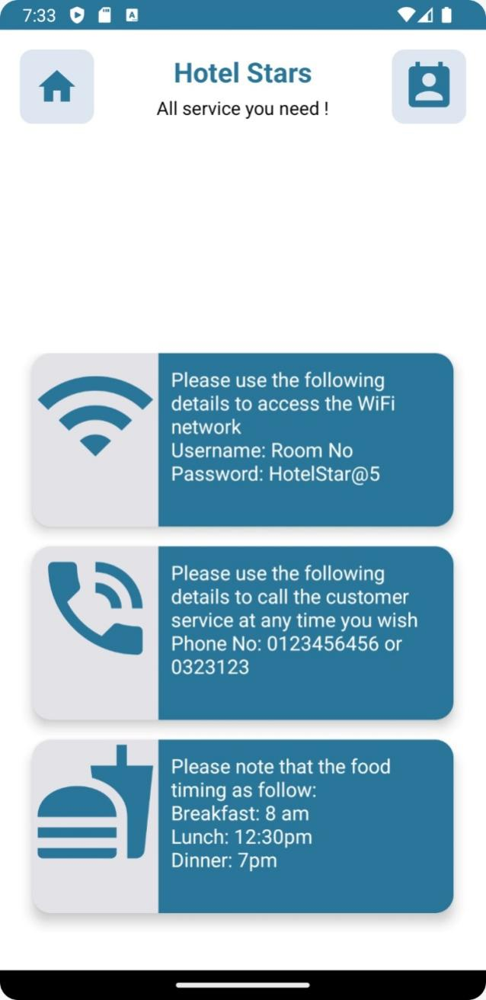 7:33
A
Hotel Stars
All service you need !
Please use the following
details to access the WiFi
network
Username: Room No
Password: HotelStar@5
Please use the following
details to call the customer
service at any time you wish
Phone No: 0123456456 or
0323123
Please note that the food
timing as follow:
Breakfast: 8 am
Lunch: 12:30pm
Dinner: 7pm